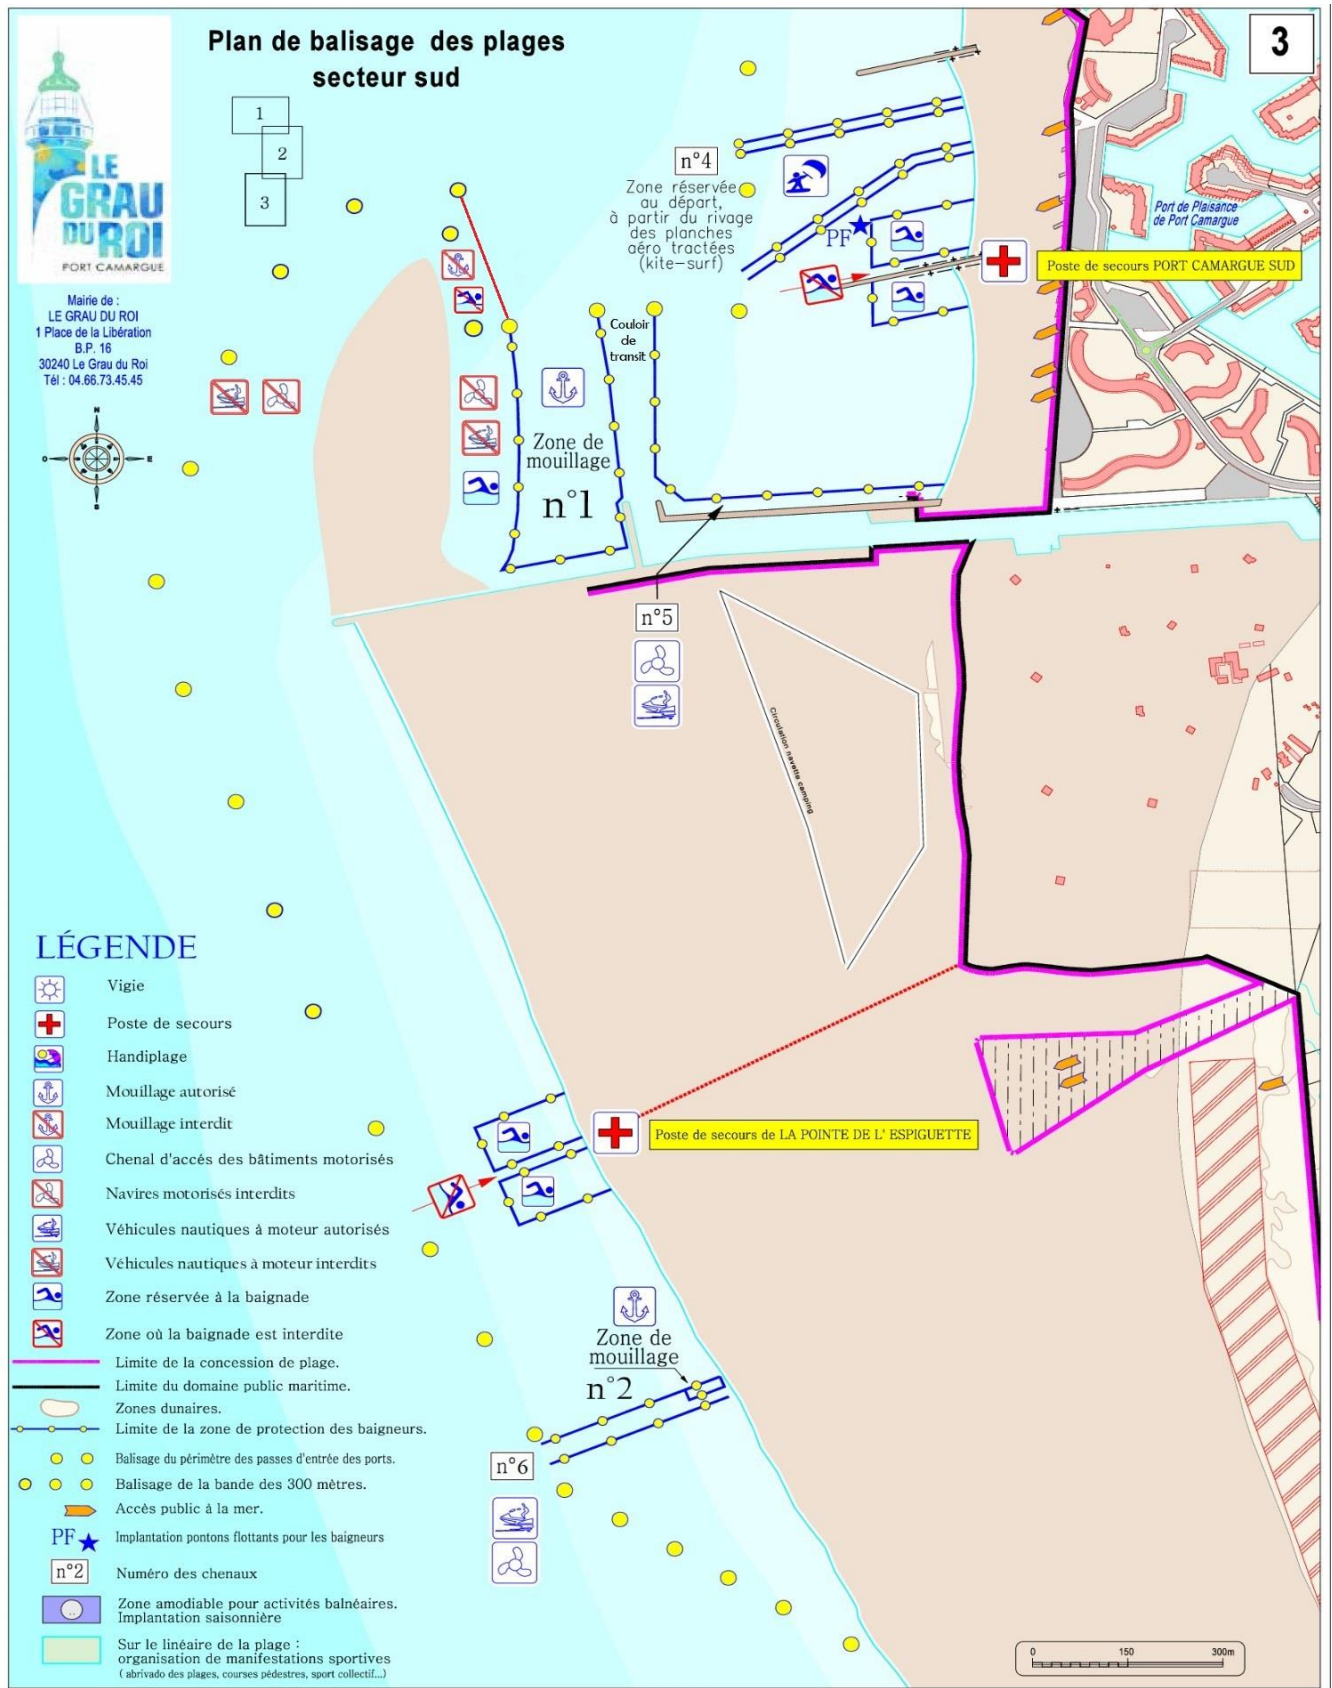 Plan de balisage des plages
secteur sud
3
1
2
3
LE
GRAU
DU ROI
PORT CAMARGUE
Mairie de :
LE GRAU DU ROI
1 Place de la Libération
B.P. 16
30240 Le Grau du Roi
Tél : 04.66.73.45.45
N
O
E
S
n°4
Zone réservée
au départ,
à partir du rivage
des planches
aéro tractées
(kite-surf)
PF
Port de Plaisance
de Port Camargue
Poste de secours PORT CAMARGUE SUD
Couloir
de
transit
Zone de
mouillage
n°1
n°5
Circulation navette camping
Poste de secours de LA POINTE DE L' ESPIGUETTE
Zone de
mouillage
n°2
n°6
LÉGENDE
Vigie
Poste de secours
Handiplage
Mouillage autorisé
Mouillage interdit
Chenal d'accés des bâtiments motorisés
Navires motorisés interdits
Véhicules nautiques à moteur autorisés
Véhicules nautiques à moteur interdits
Zone réservée à la baignade
Zone où la baignade est interdite
Limite de la concession de plage.
Limite du domaine public maritime.
Zones dunaires.
Limite de la zone de protection des baigneurs.
Balisage du périmètre des passes d'entrée des ports.
Balisage de la bande des 300 mètres.
Accès public à la mer.
PF Implantation pontons flottants pour les baigneurs
n°2 Numéro des chenaux
Zone amodiable pour activités balnéaires.
Implantation saisonnière
Sur le linéaire de la plage :
organisation de manifestations sportives
( abrivado des plages, courses pédestres, sport collectif...)
0 150 300m